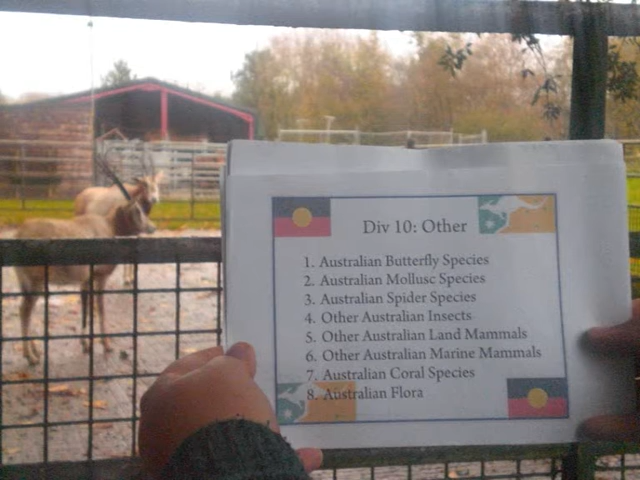 Div 10: Other
1. Australian Butterfly Species
2. Australian Mollusc Species
3. Australian Spider Species
4. Other Australian Insects
5. Other Australian Land Mammals
6. Other Australian Marine Mammals
7. Australian Coral Species
8. Australian Flora